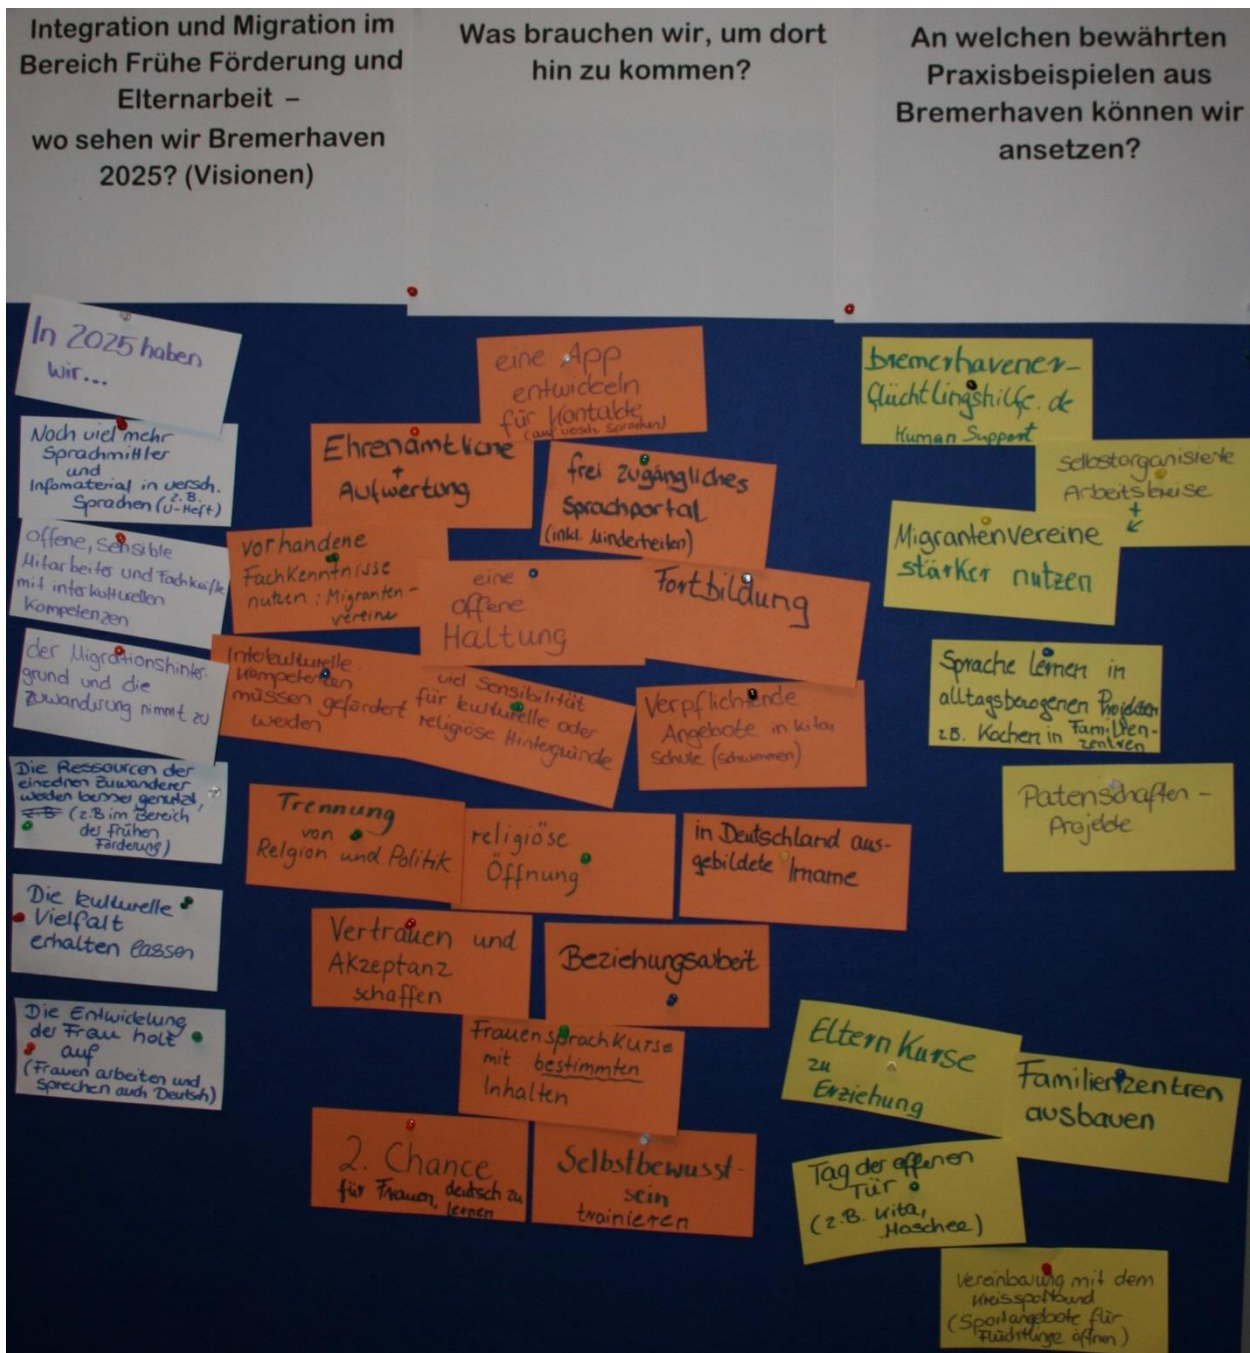 Integration und Migration im
Bereich Frühe Förderung und
Elternarbeit –
wo sehen wir Bremerhaven
2025? (Visionen)
In 2025 haben
wir...
Noch viel mehr
Sprachmittler
und
Infomaterial in versch.
Sprachen (z.B.
U-Heft)
offene, sensible
Mitarbeiter und Fachkräfte
mit interkulturellen
Kompetenzen
der Migrationshinter-
grund und die
Zuwandrung nimmt zu
Die Ressourcen der
einzelnen Zuwanderer
werden besser genutzt,
z.B (z.B im Bereich
der frühen
Förderung)
Die kulturelle
Vielfalt
erhalten lassen
Die Entwicklung
der Frau holt
auf
(Frauen arbeiten und
sprechen auch Deutsch)
Was brauchen wir, um dort
hin zu kommen?
eine App
entwickeln
für Kontakte
(auf versch. Sprachen)
Ehrenamtliche
+
Aufwertung
frei zugängliches
Sprachportal
(inkl. Minderheiten)
vorhandene
Fachkenntnisse
nutzen: Migranten-
vereine
eine
offene
Haltung
Fortbildung
Interkulturelle
Kompetenzen
müssen gefördert
werden
viel Sensibilität
für kulturelle oder
religiöse Hintergründe
Verpflichtende
Angebote in Kita,
Schule (schwimmen)
Trennung
von
Religion und Politik
religiöse
Öffnung
in Deutschland aus-
gebildete Imame
Vertrauen und
Akzeptanz
schaffen
Beziehungsarbeit
Frauensprachkurse
mit bestimmten
Inhalten
2. Chance
für Frauen, deutsch zu
lernen
Selbstbewusst-
sein
trainieren
An welchen bewährten
Praxisbeispielen aus
Bremerhaven können wir
ansetzen?
bremerhavener-
flüchtlingshilfe.de
Human Support
selbstorganisierte
Arbeitskreise
+
↙
Migrantenvereine
stärker nutzen
Sprache lernen in
alltagsbezogenen Projekten
z.B. Kochen in Familien-
zentren
Patenschaften-
Projekte
Eltern Kurse
zu
Erziehung
Familienzentren
ausbauen
Tag der offenen
Tür
(z.B. Kita,
Moschee)
Vereinbarung mit dem
Kreissportbund
(Sportangebote für
Flüchtlinge öffnen)